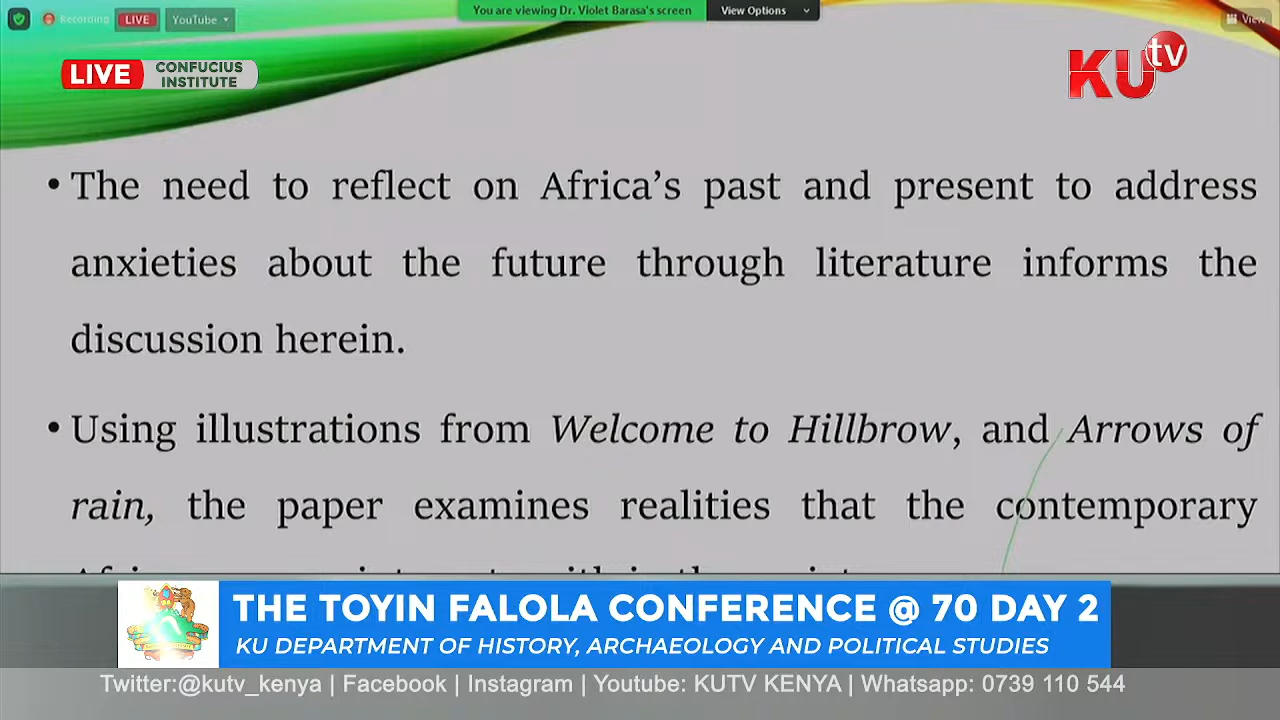 Recording
LIVE
YouTube
You are viewing Dr. Violet Barasa's screen
View Options
View
LIVE
CONFUCIUS
INSTITUTE
KU tv
• The need to reflect on Africa's past and present to address
anxieties about the future through literature informs the
discussion herein.
• Using illustrations from Welcome to Hillbrow, and Arrows of
rain, the paper examines realities that the contemporary
THE TOYIN FALOLA CONFERENCE @ 70 DAY 2
KU DEPARTMENT OF HISTORY, ARCHAEOLOGY AND POLITICAL STUDIES
Twitter:@kutv_kenya | Facebook | Instagram | Youtube: KUTV KENYA | Whatsapp: 0739 110 544